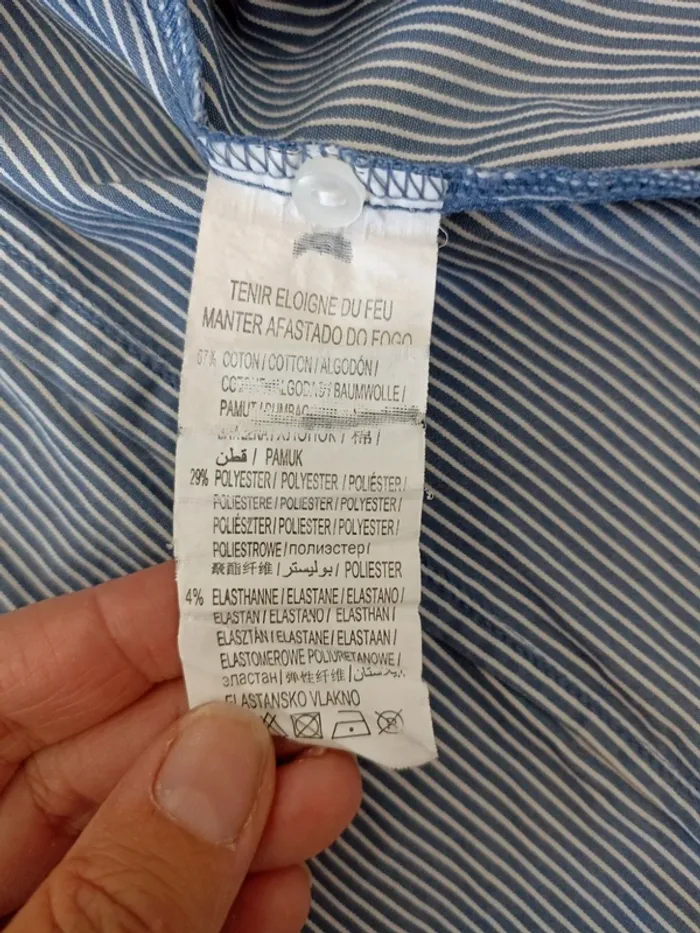 TENIR ELOIGNE DU FEU
MANTER AFASTADO DO FOGO
67% COTON / COTTON / ALGODÓN /
BAUMWOLLE /
PAMUT /
/ 棉 /
قطن / PAMUK
29% POLYESTER / POLYESTER / POLIÉSTER /
POLIESTERE / POLIESTER / POLYESTER /
POLIÉSZTER / POLIESTER / POLYESTER /
POLIESTROWE / полиэстер /
聚酯纤维 / بوليستر / POLIESTER
4% ELASTHANNE / ELASTANE / ELASTANO /
ELASTAN / ELASTANO / ELASTHAN /
ELASZTÁN / ELASTANE / ELASTAAN /
ELASTOMEROWE POLIURETANOWE /
эластан / 弹性纤维 /
ELASTANSKO VLAKNO